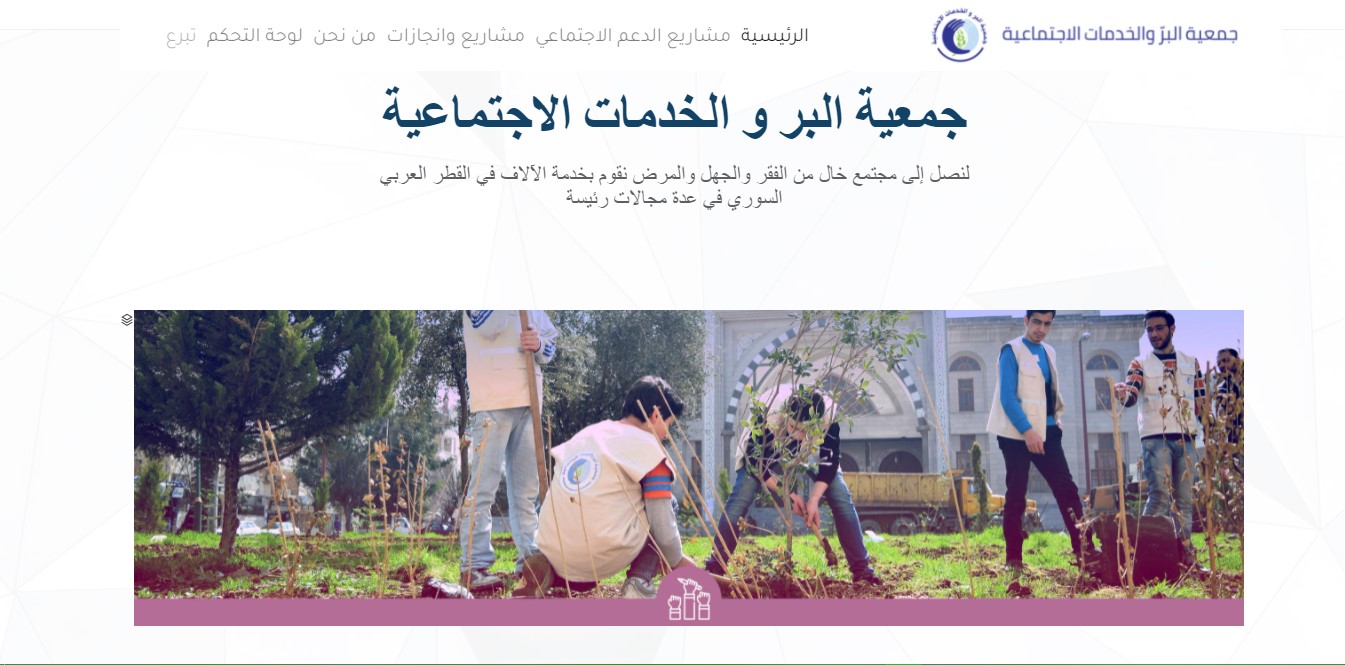 جمعية البرّ والخدمات الاجتماعية
الرئيسية مشاريع الدعم الاجتماعي مشاريع وانجازات من نحن لوحة التحكم تبرع
جمعية البر و الخدمات الاجتماعية
لنصل إلى مجتمع خال من الفقر والجهل والمرض نقوم بخدمة الآلاف في القطر العربي
السوري في عدة مجالات رئيسة